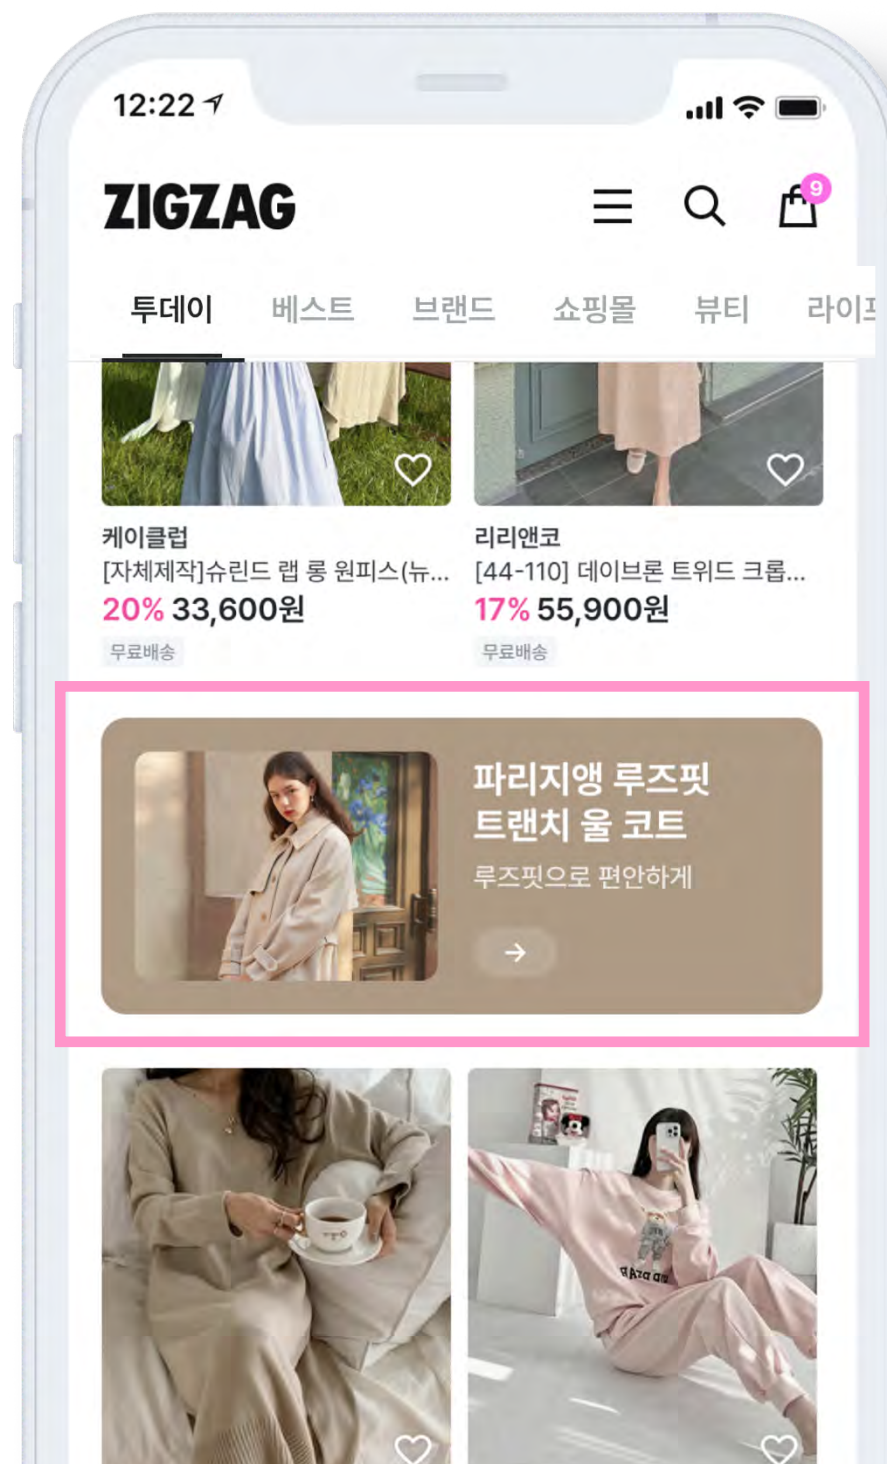 12:22
ZIGZAG
9
투데이 베스트 브랜드 쇼핑몰 뷰티 라이프
케이클럽
[자체제작]슈린드 랩 롱 원피스(뉴...
20% 33,600원
무료배송
리리앤코
[44-110] 데이브론 트위드 크롭...
17% 55,900원
무료배송
파리지앵 루즈핏
트랜치 울 코트
루즈핏으로 편안하게